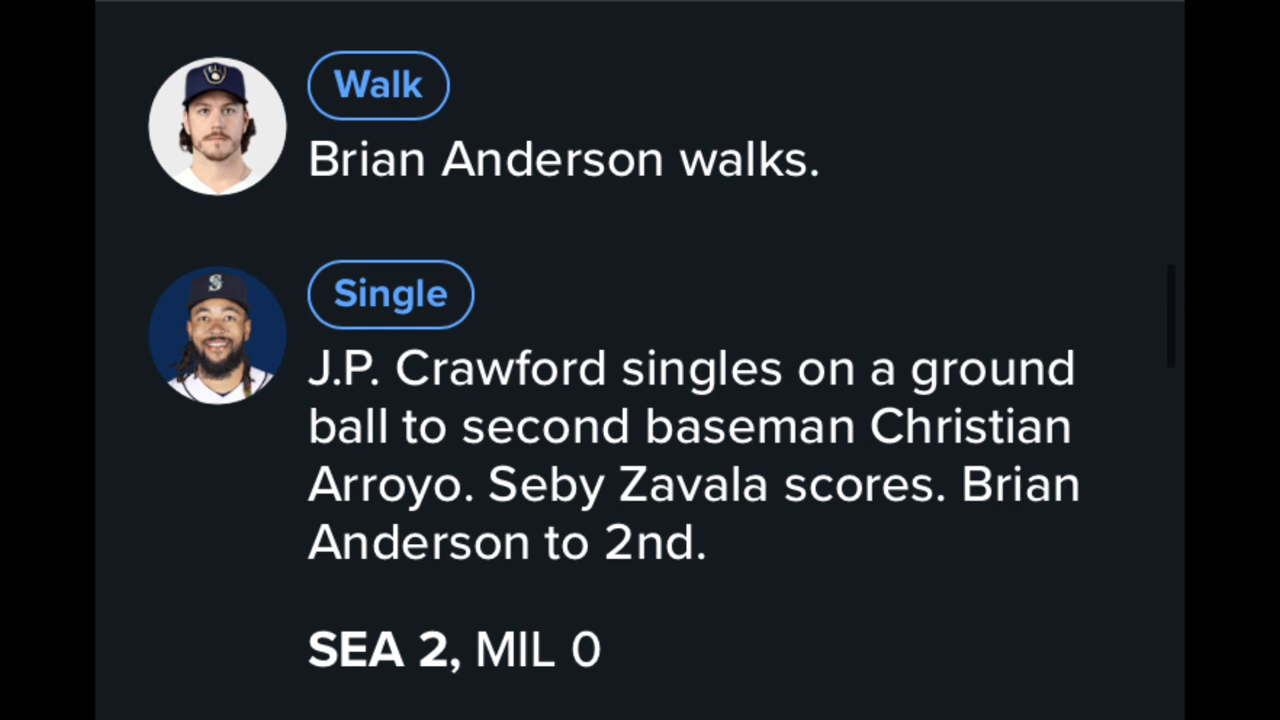 Walk
Brian Anderson walks.
Single
J.P. Crawford singles on a ground
ball to second baseman Christian
Arroyo. Seby Zavala scores. Brian
Anderson to 2nd.
SEA 2, MIL 0